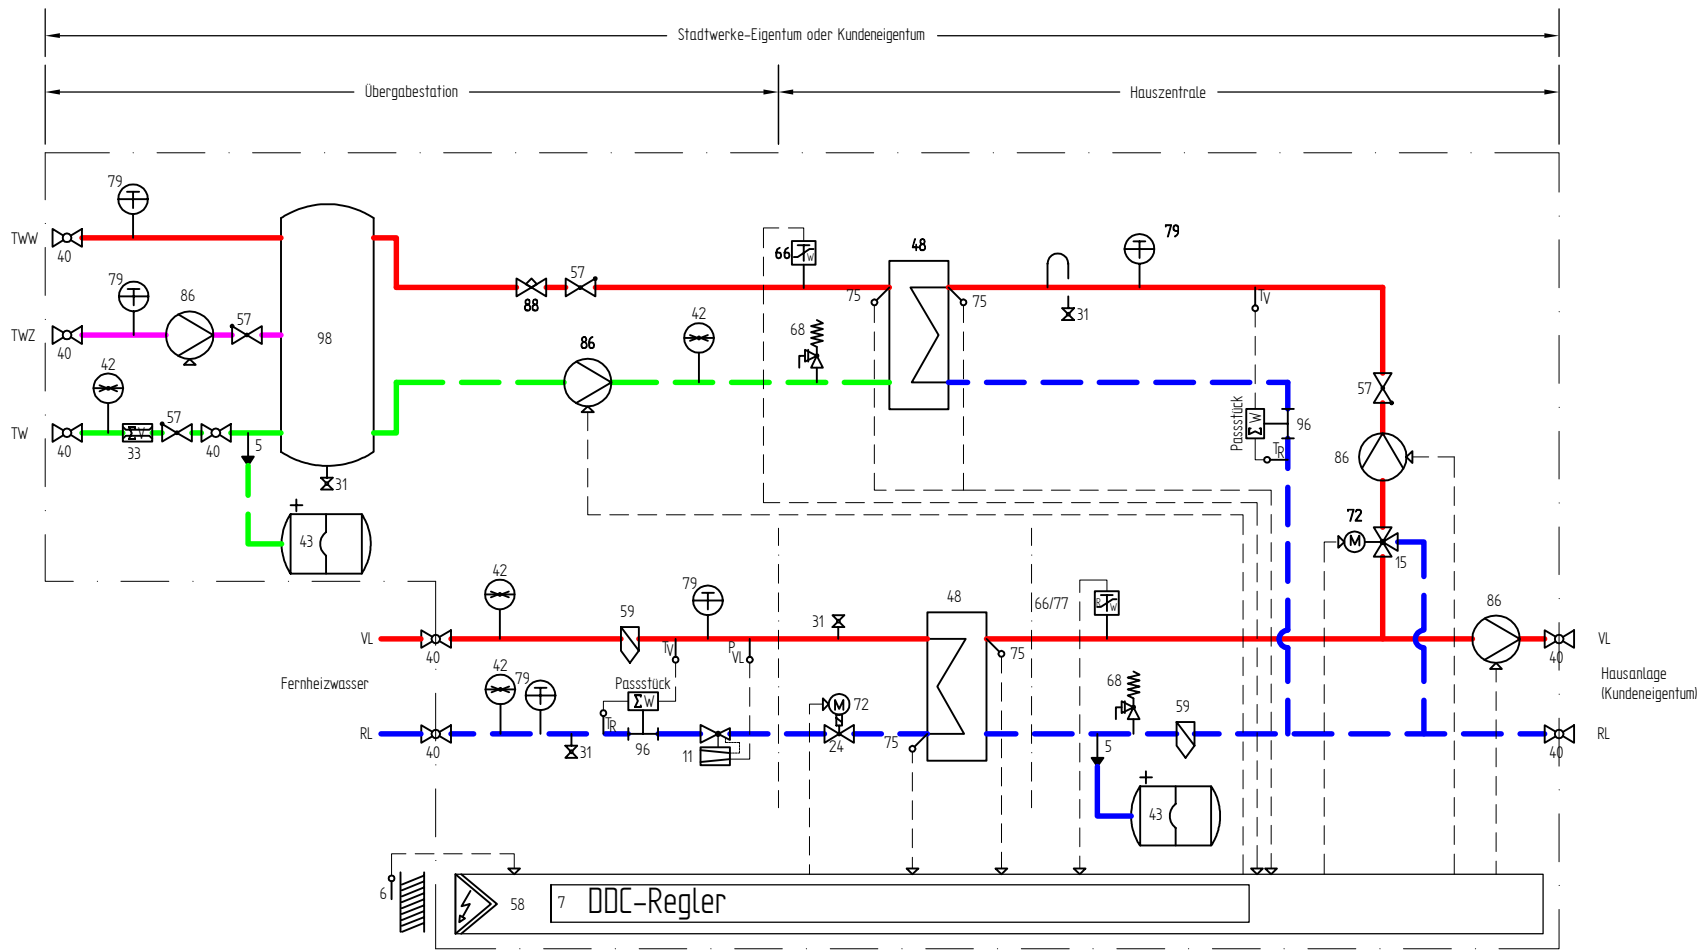 Stadtwerke-Eigentum oder Kundeneigentum
Übergabestation
Hauszentrale
79
TWW
40
66
W
48
79
57
88
75
75
31
TV
79
86
57
TWZ
40
98
42
68
86
42
57
TW
40
ΣV
33
40
5
31
57
Passstück
ΣW
96
TR
86
43
72
M
15
42
59
79
31
48
66/77
R
W
86
VL
40
TV
PVL
75
VL
40
Fernheizwasser
42
79
Passstück
ΣW
72
M
68
59
Hausanlage
(Kundeneigentum)
RL
40
31
TR
96
11
24
75
5
RL
40
43
6
58
7
DDC-Regler